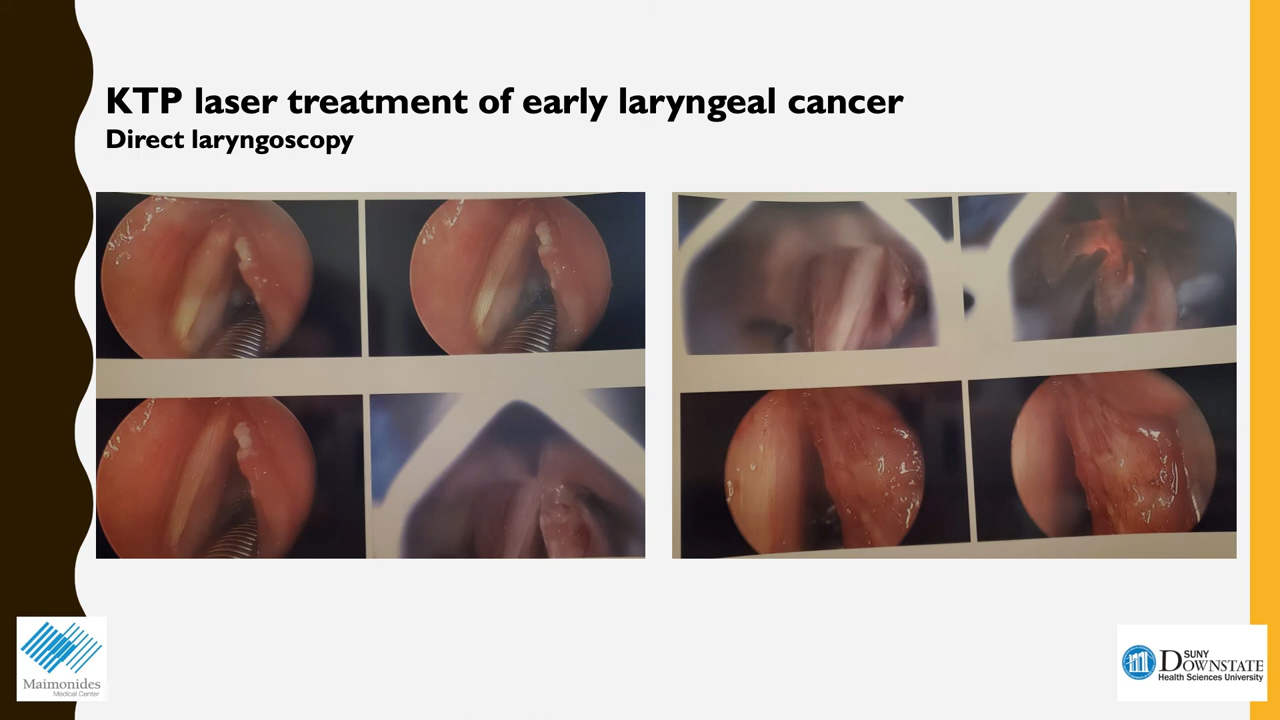 KTP laser treatment of early laryngeal cancer
Direct laryngoscopy
Maimonides
Medical Center
SUNY
DOWNSTATE
Health Sciences University